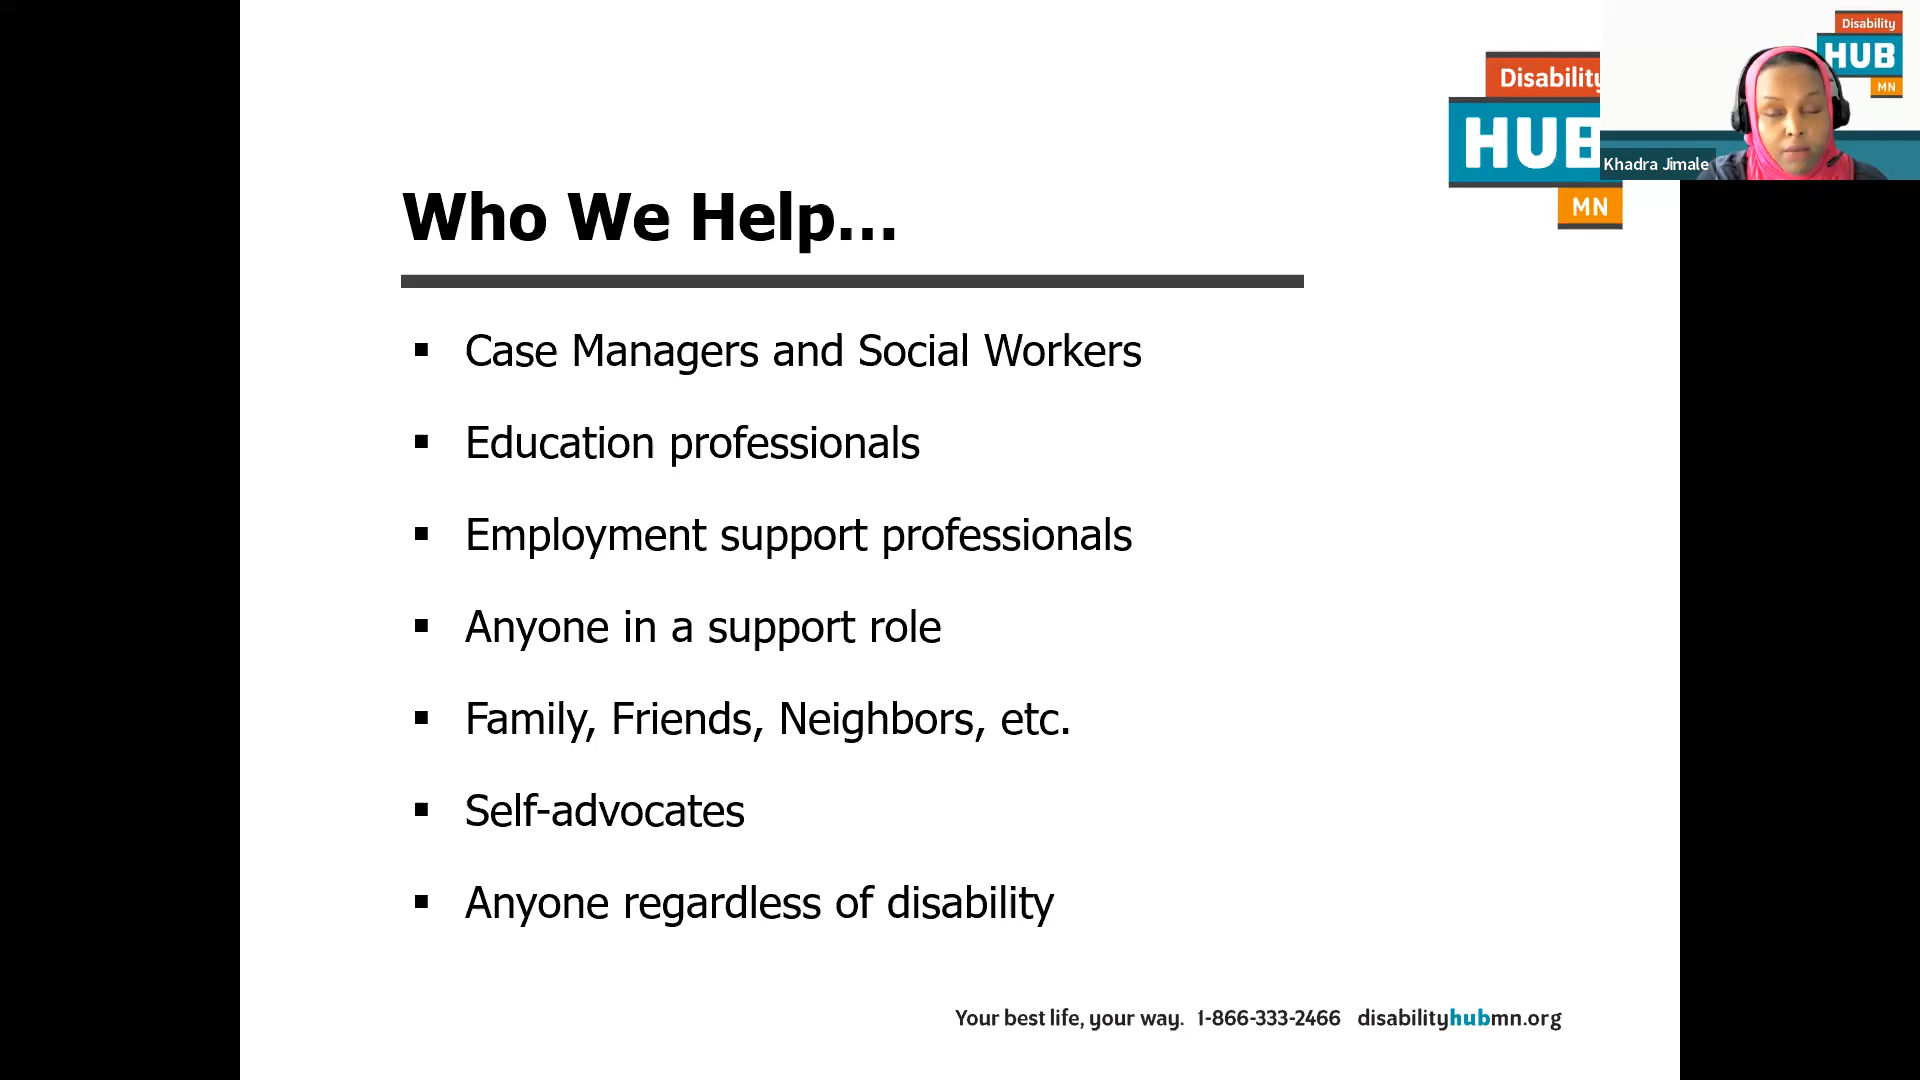 Disability
HUB
MN
Disability
HUB
MN
Khadra Jimale
Who We Help...
▪ Case Managers and Social Workers
▪ Education professionals
▪ Employment support professionals
▪ Anyone in a support role
▪ Family, Friends, Neighbors, etc.
▪ Self-advocates
▪ Anyone regardless of disability
Your best life, your way. 1-866-333-2466 disabilityhubmn.org